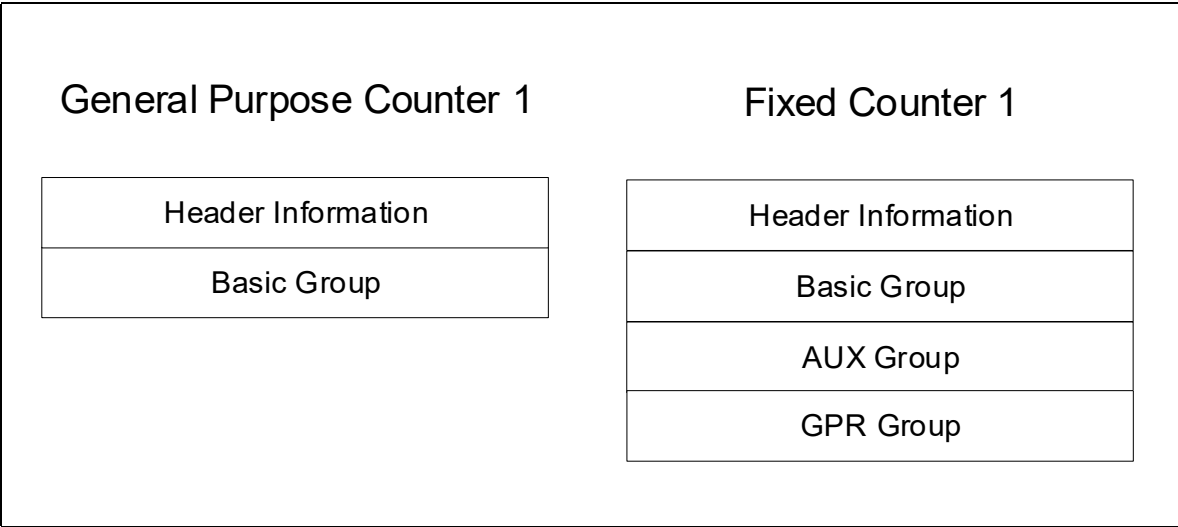 General Purpose Counter 1
Header Information
Basic Group
Fixed Counter 1
Header Information
Basic Group
AUX Group
GPR Group